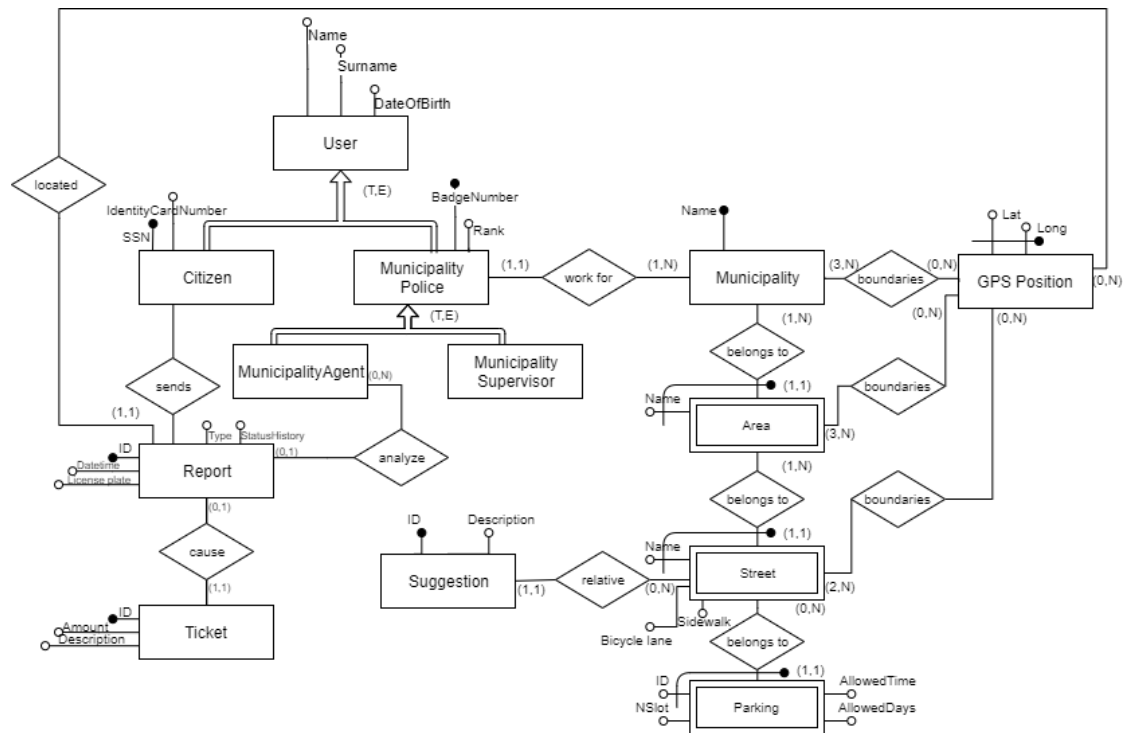 Name
Surname
DateOfBirth
User
located
(T,E)
BadgeNumber
IdentityCardNumber
SSN
Rank
Name
Lat
Long
Citizen
Municipality
Police
(1,1)
work for
(1,N)
Municipality
(3,N)
boundaries
(0,N)
GPS Position
(0,N)
(T,E)
(1,N)
(0,N)
(0,N)
belongs to
MunicipalityAgent
(0,N)
Municipality
Supervisor
sends
boundaries
(1,1)
Name
(1,1)
Area
(3,N)
Type
StatusHistory
ID
(0,1)
Datetime
License plate
Report
analyze
(1,N)
belongs to
boundaries
(0,1)
ID
Description
(1,1)
cause
Name
Suggestion
(1,1)
relative
(0,N)
Street
(2,N)
(1,1)
(0,N)
ID
Amount
Description
Ticket
Bicycle lane
Sidewalk
belongs to
(1,1)
ID
NSlot
Parking
AllowedTime
AllowedDays